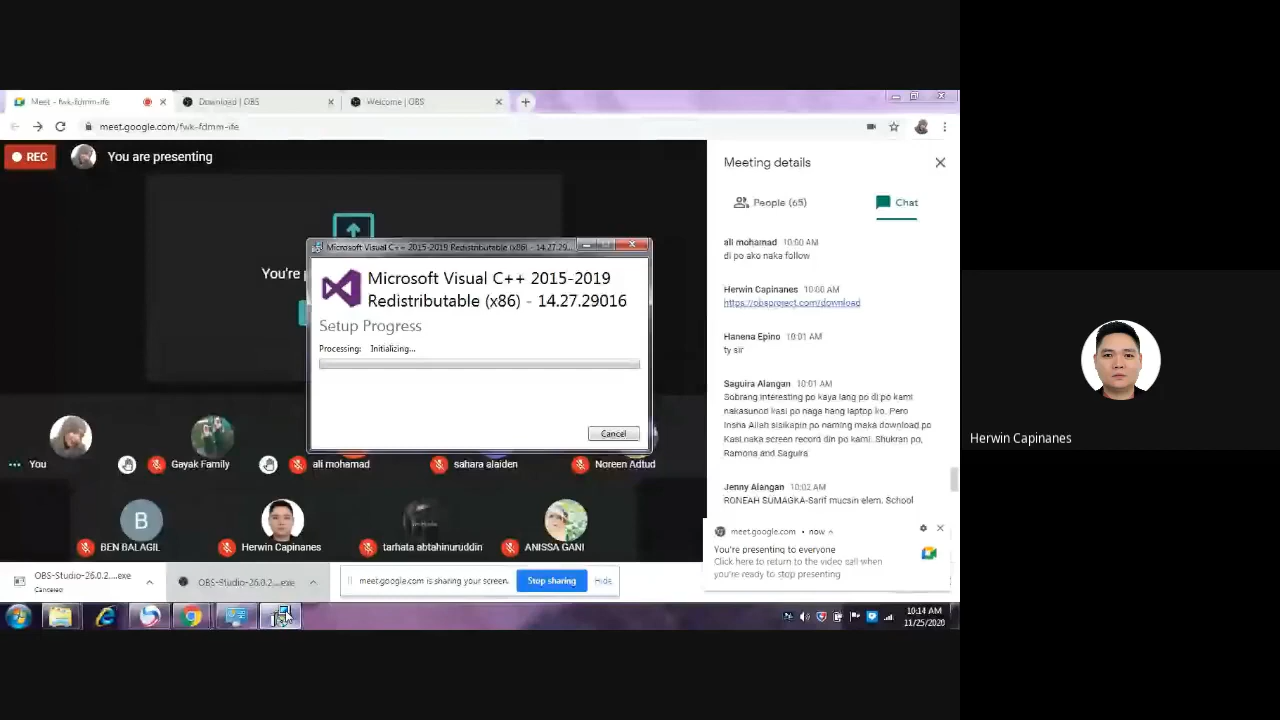 Meet - fwk-fdmm-ife
Download | OBS
Welcome | OBS
meet.google.com/fwk-fdmm-ife
REC
You are presenting
Meeting details
People (65)
Chat
ali mohamad 10:00 AM
di po ako naka follow
Herwin Capinanes 10:00 AM
https://obsproject.com/download
Hanena Epino 10:01 AM
ty sir
Saguira Alangan 10:01 AM
Sobrang interesting po kaya lang po di po kami
nakasunod kasi po naga hang laptop ko. Pero
Insha Allah sisikapin po naming maka download po
Kasi naka screen record din po kami. Shukran po,
Ramona and Saguira
Jenny Alangan 10:02 AM
RONEAH SUMAGKA-Sarif mucsin elem. School
You're
Microsoft Visual C++ 2015-2019 Redistributable (x86) - 14.27.29...
Microsoft Visual C++ 2015-2019
Redistributable (x86) - 14.27.29016
Setup Progress
Processing: Initializing...
Cancel
You
Gayak Family
ali mohamad
sahara alaiden
Noreen Adtud
B
BEN BALAGIL
Herwin Capinanes
tarhata abtahinuruddin
ANISSA GANI
meet.google.com • now
You're presenting to everyone
Click here to return to the video call when
you're ready to stop presenting
OBS-Studio-26.0.2....exe
Canceled
OBS-Studio-26.0.2....exe
meet.google.com is sharing your screen.
Stop sharing
Hide
10:14 AM
11/25/2020
Herwin Capinanes